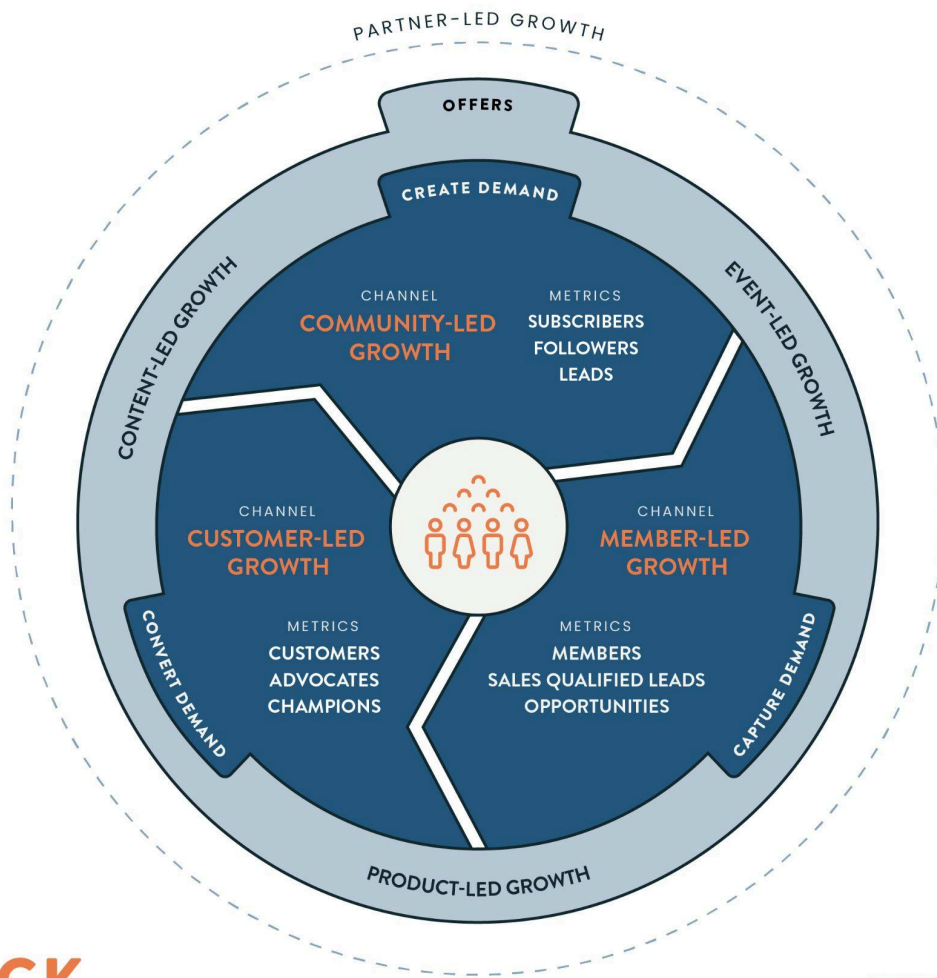 PARTNER-LED GROWTH
OFFERS
CREATE DEMAND
CONTENT-LED GROWTH
EVENT-LED GROWTH
CHANNEL
COMMUNITY-LED
GROWTH
METRICS
SUBSCRIBERS
FOLLOWERS
LEADS
CHANNEL
CUSTOMER-LED
GROWTH
METRICS
CUSTOMERS
ADVOCATES
CHAMPIONS
CHANNEL
MEMBER-LED
GROWTH
METRICS
MEMBERS
SALES QUALIFIED LEADS
OPPORTUNITIES
CONVERT DEMAND
CAPTURE DEMAND
PRODUCT-LED GROWTH